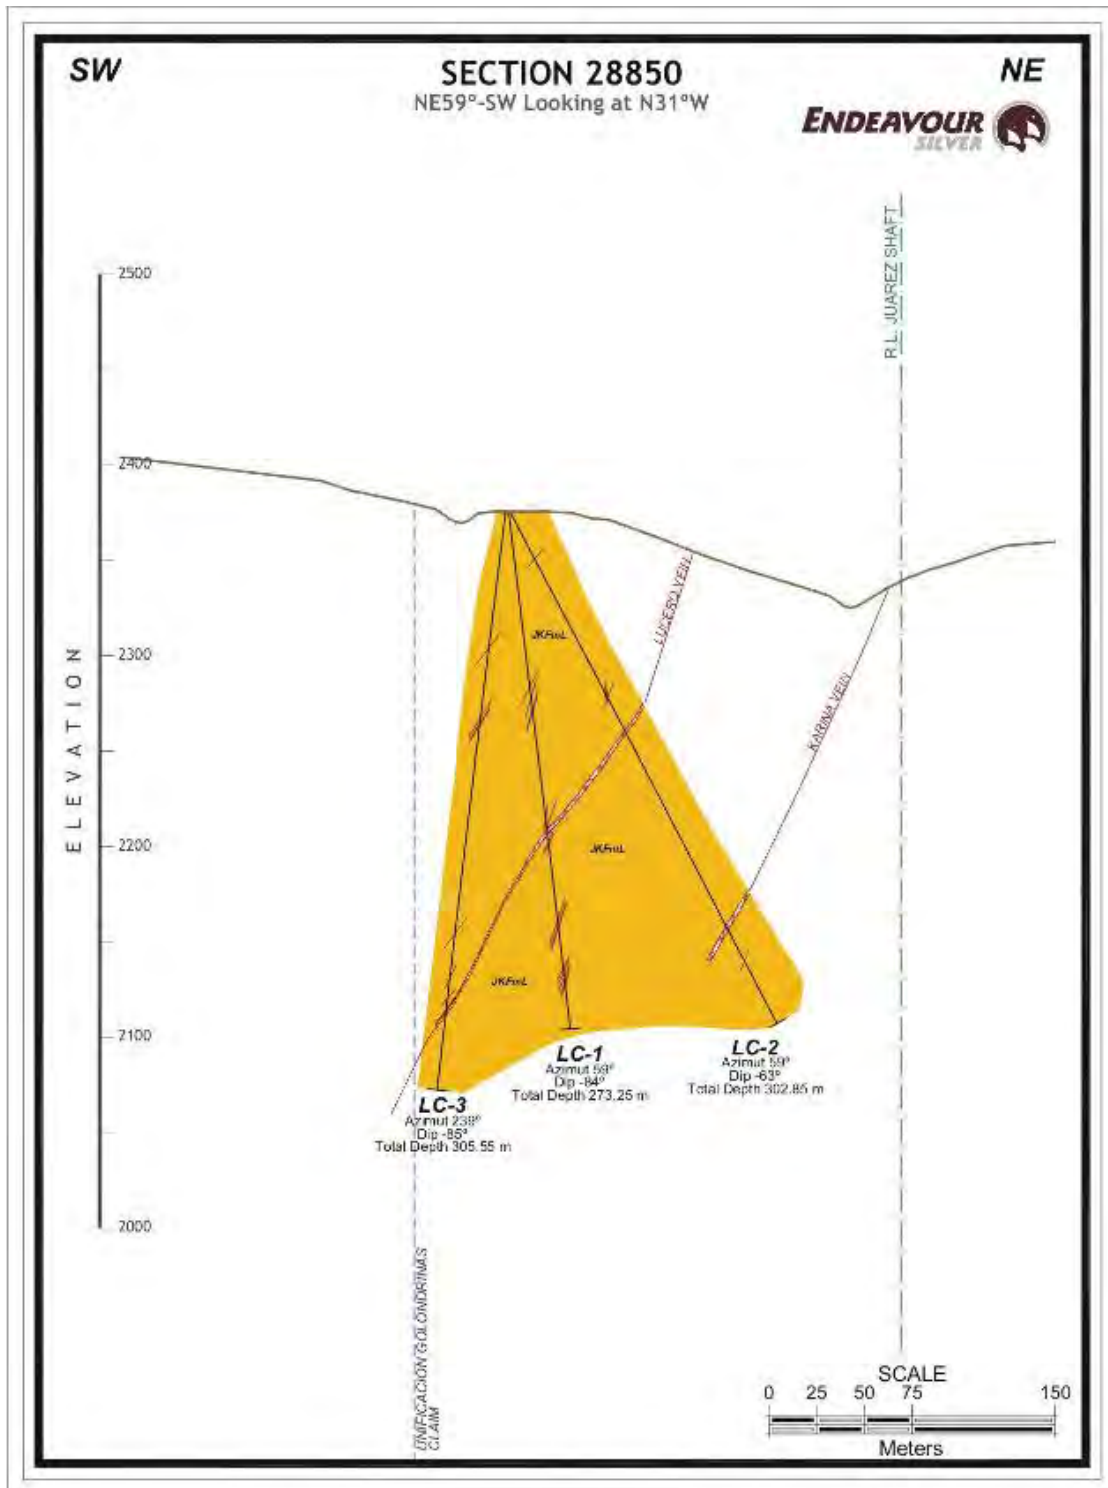 SW
SECTION 28850
NE
NE59°-SW Looking at N31°W
ENDEAVOUR
SILVER
R.L. JUAREZ SHAFT
2500
2400
2300
2200
2100
2000
ELEVATION
LUCERO VEIN
KARINA VEIN
JKFmL
JKFmL
JKFmL
LC-1
Azimut 59°
Dip -84°
Total Depth 273.25 m
LC-2
Azimut 59°
Dip -63°
Total Depth 302.85 m
LC-3
Azimut 239°
Dip -85°
Total Depth 305.55 m
UNIFICACION GOLONDRINAS
CLAIM
SCALE
0 25 50 75 150
Meters